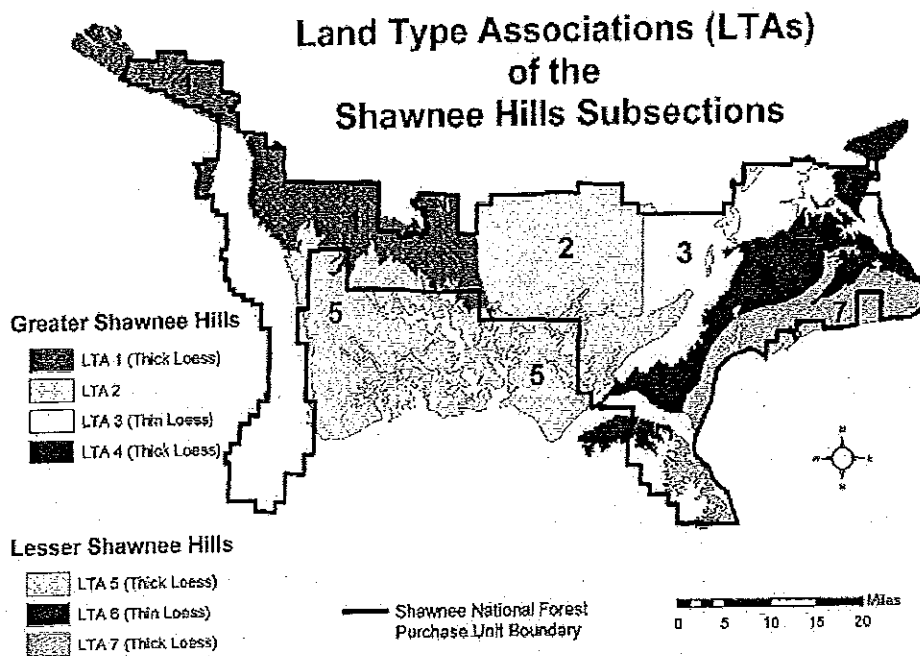 Land Type Associations (LTAs)
of the
Shawnee Hills Subsections
2
3
5
7
5
Greater Shawnee Hills
LTA 1 (Thick Loess)
LTA 2
LTA 3 (Thin Loess)
LTA 4 (Thick Loess)
Lesser Shawnee Hills
LTA 5 (Thick Loess)
LTA 6 (Thin Loess)
LTA 7 (Thick Loess)
Shawnee National Forest
Purchase Unit Boundary
Miles
0 5 10 15 20